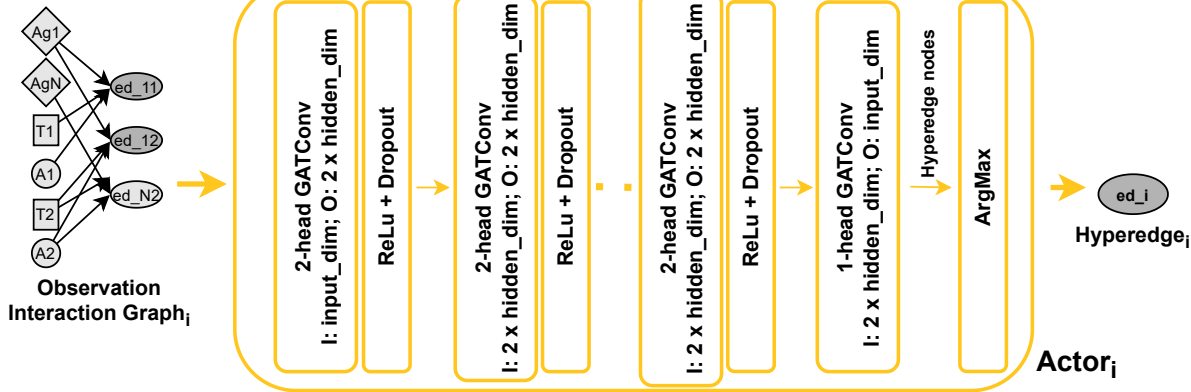 Ag1
AgN
T1
A1
T2
A2
ed_11
ed_12
ed_N2
Observation
Interaction Graphi
2-head GATConv
I: input_dim; O: 2 x hidden_dim
ReLu + Dropout
2-head GATConv
I: 2 x hidden_dim; O: 2 x hidden_dim
ReLu + Dropout
2-head GATConv
I: 2 x hidden_dim; O: 2 x hidden_dim
ReLu + Dropout
1-head GATConv
I: 2 x hidden_dim; O: input_dim
Hyperedge nodes
ArgMax
ed_i
Hyperedgei
Actori